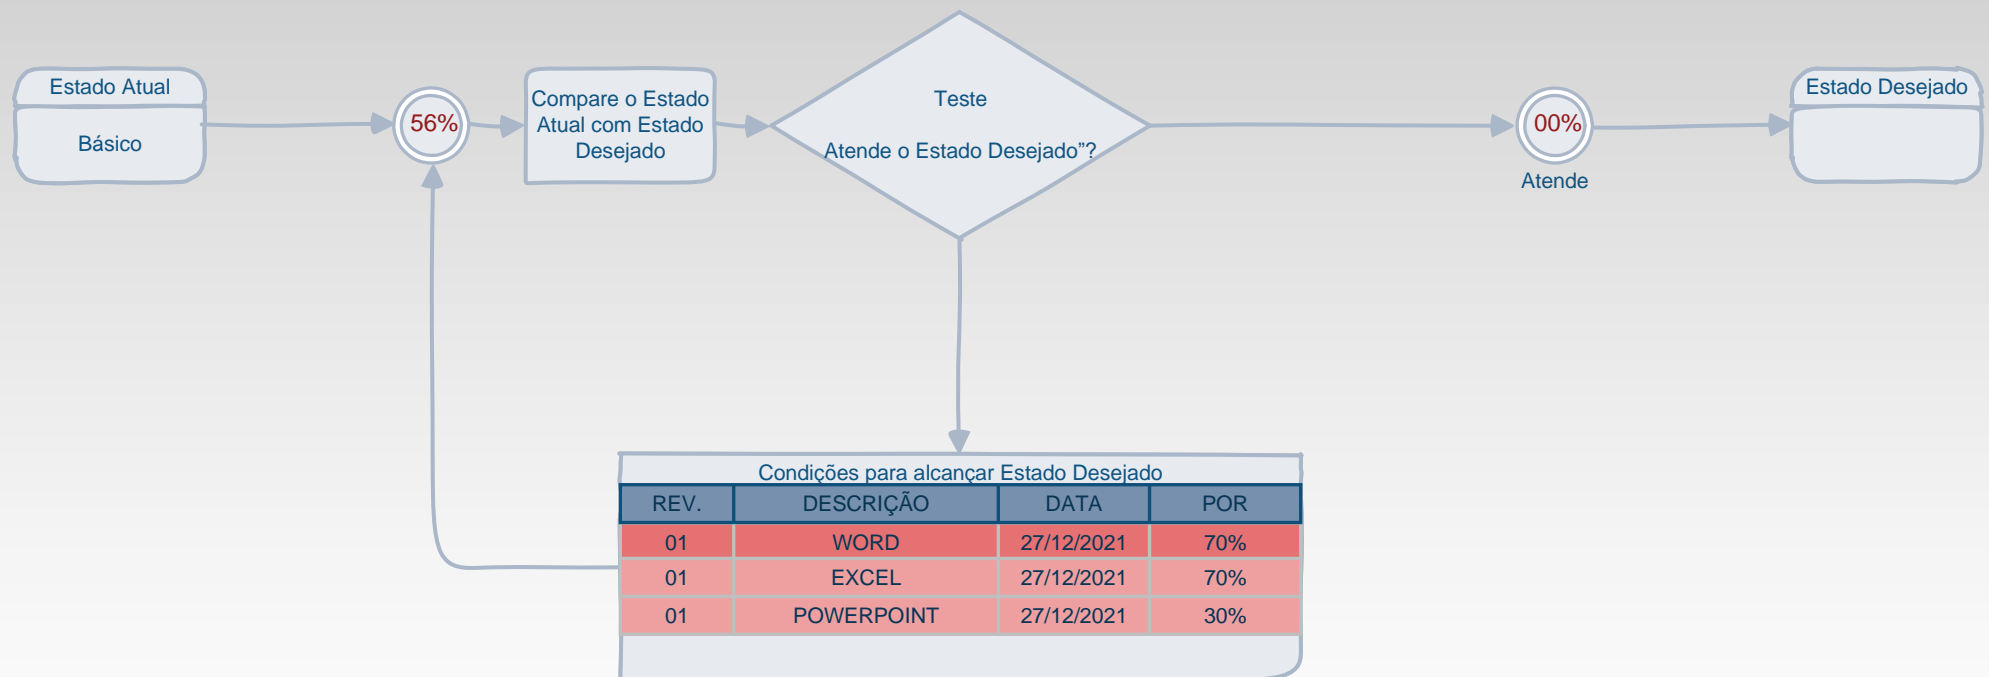 Estado Atual
Básico
56%
Compare o Estado
Atual com Estado
Desejado
Teste
Atende o Estado Desejado”?
00%
Atende
Estado Desejado
Condições para alcançar Estado Desejado
REV. DESCRIÇÃO DATA POR
01 WORD 27/12/2021 70%
01 EXCEL 27/12/2021 70%
01 POWERPOINT 27/12/2021 30%